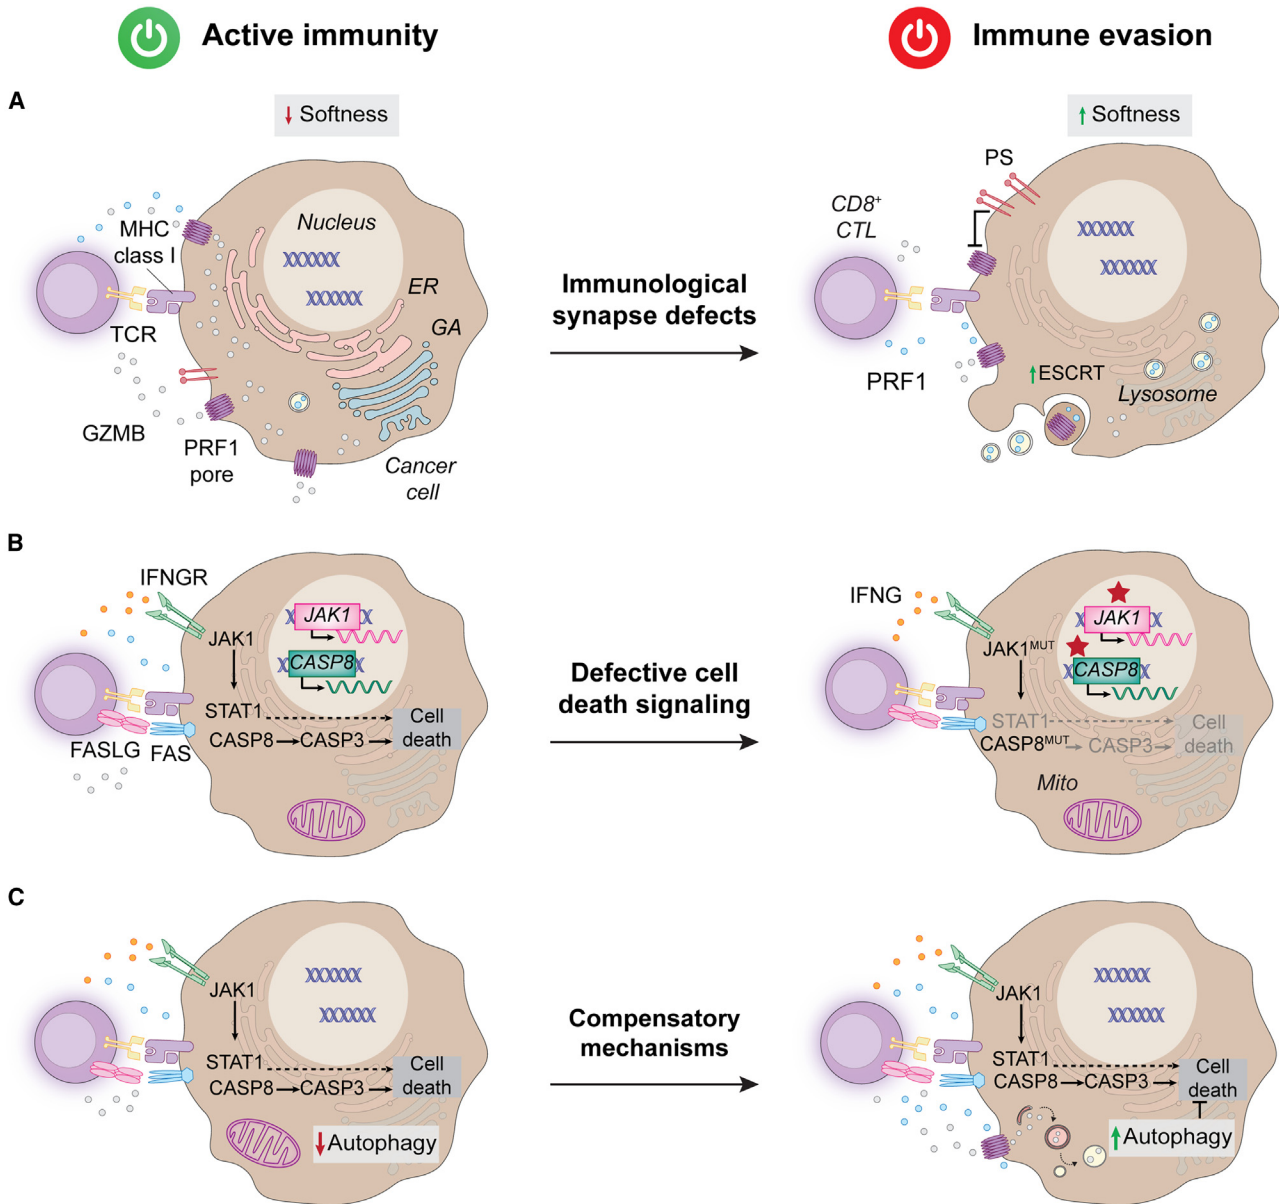 Active immunity
Immune evasion
A
↓ Softness
MHC
class I
Nucleus
ER
GA
TCR
GZMB
PRF1
pore
Cancer
cell
Immunological
synapse defects
↑ Softness
PS
CD8⁺
CTL
PRF1
↑ESCRT
Lysosome
B
IFNGR
JAK1
JAK1
CASP8
STAT1
CASP8
CASP3
Cell
death
FASLG
FAS
Defective cell
death signaling
IFNG
JAK1
JAK1ᴹᵁᵀ
CASP8
STAT1
CASP8ᴹᵁᵀ
CASP3
Cell
death
Mito
C
JAK1
STAT1
CASP8
CASP3
Cell
death
↓Autophagy
Compensatory
mechanisms
JAK1
STAT1
CASP8
CASP3
Cell
death
↑Autophagy